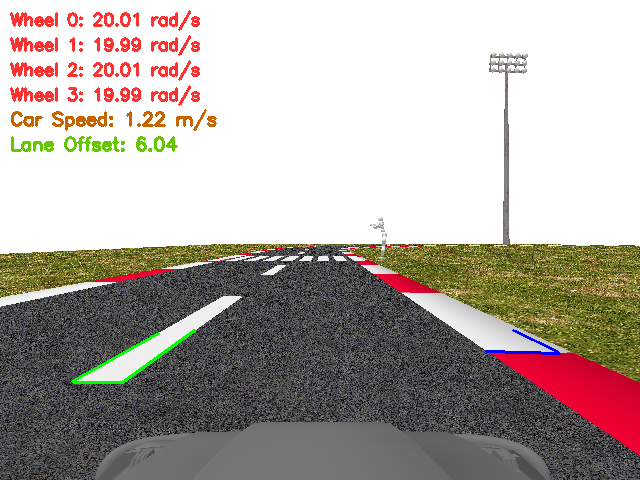 Wheel 0: 20.01 rad/s
Wheel 1: 19.99 rad/s
Wheel 2: 20.01 rad/s
Wheel 3: 19.99 rad/s
Car Speed: 1.22 m/s
Lane Offset: 6.04